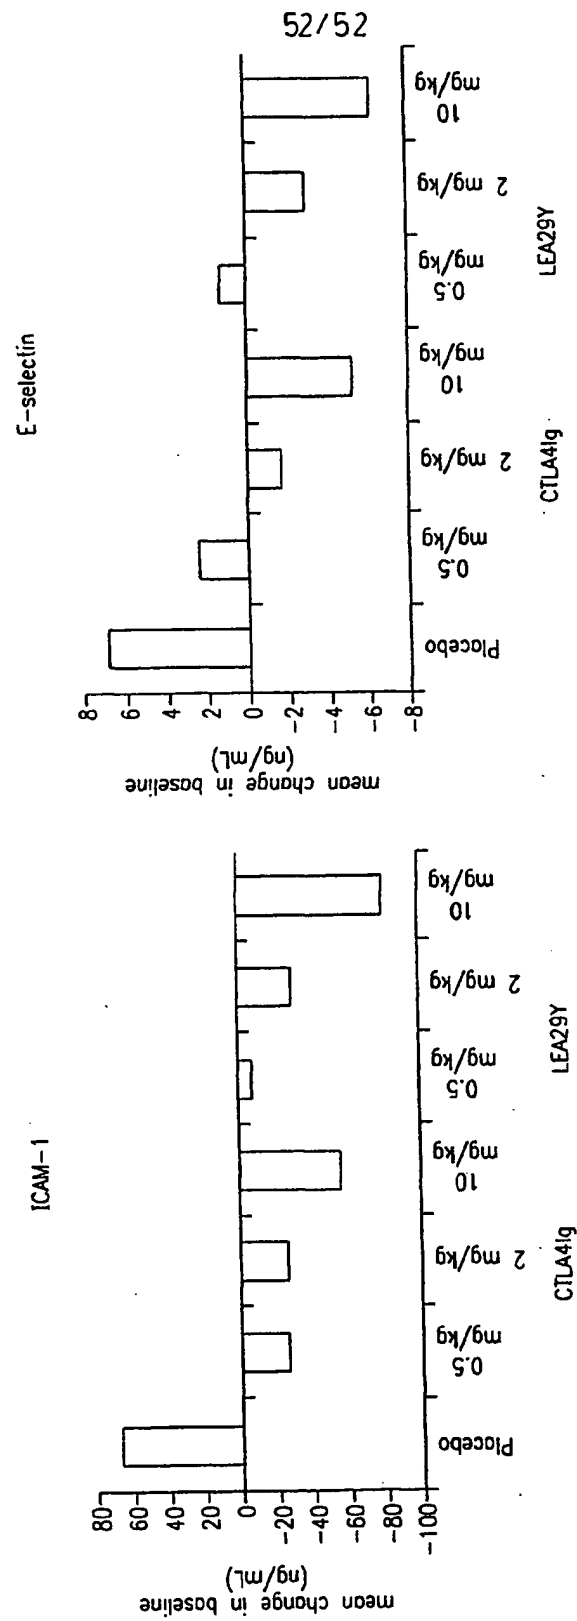 52/52
ICAM-1
mean change in baseline
(ng/mL)
80
60
40
20
0
-20
-40
-60
-80
-100
Placebo
0.5
mg/kg
2 mg/kg
10
mg/kg
0.5
mg/kg
2 mg/kg
10
mg/kg
CTLA4Ig
LEA29Y
E-selectin
mean change in baseline
(ng/mL)
8
6
4
2
0
-2
-4
-6
-8
Placebo
0.5
mg/kg
2 mg/kg
10
mg/kg
0.5
mg/kg
2 mg/kg
10
mg/kg
CTLA4Ig
LEA29Y